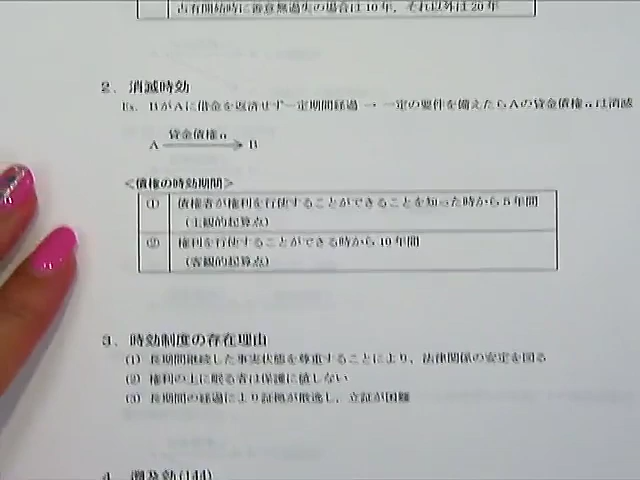 占有開始時に善意無過失の場合は10年，それ以外は20年
2．消滅時効
Ex．BがAに借金を返済せず一定期間経過 → 一定の要件を備えたらAの貸金債権αは消滅
貸金債権α
A B
＜債権の時効期間＞
① 債権者が権利を行使することができることを知った時から5年間
（主観的起算点）
② 権利を行使することができる時から10年間
（客観的起算点）
3．時効制度の存在理由
(1) 長期間継続した事実状態を尊重することにより，法律関係の安定を図る
(2) 権利の上に眠る者は保護に値しない
(3) 長期間の経過により証拠が散逸し，立証が困難
4．遡及効(144)